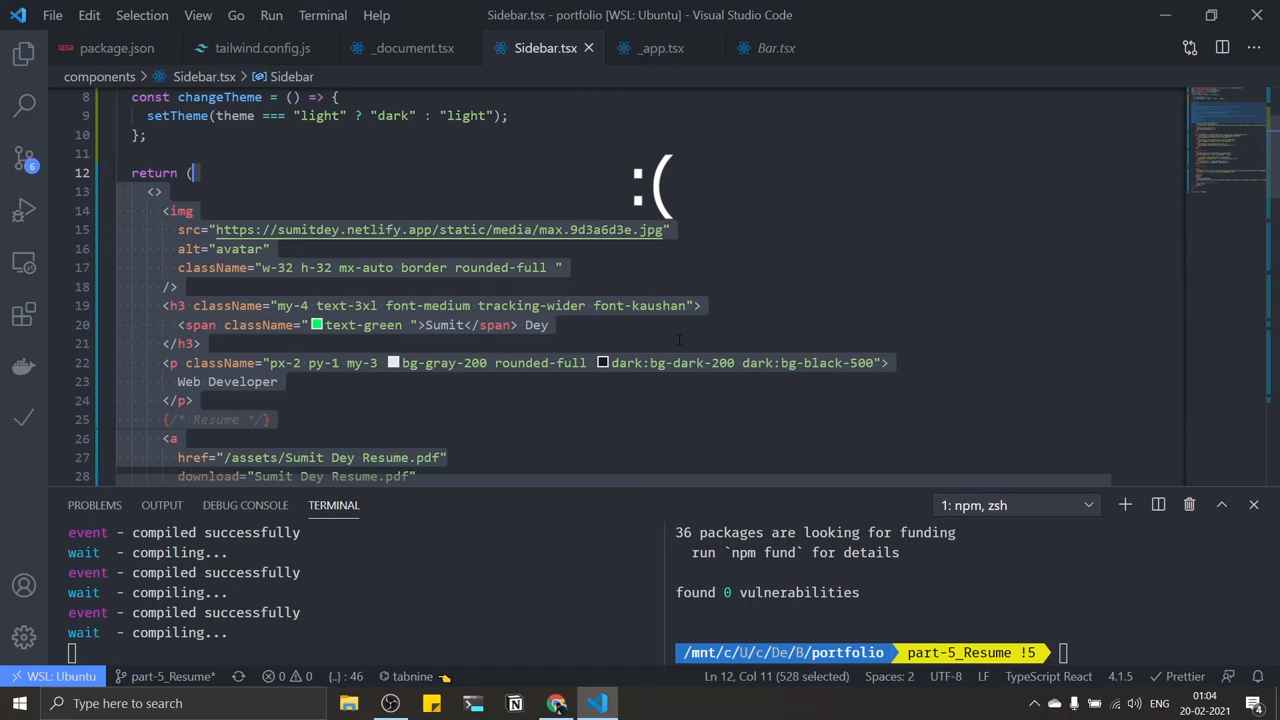 File Edit Selection View Go Run Terminal Help Sidebar.tsx - portfolio [WSL: Ubuntu] - Visual Studio Code
package.json tailwind.config.js _document.tsx Sidebar.tsx _app.tsx Bar.tsx
components > Sidebar.tsx > Sidebar
8 const changeTheme = () => {
9 setTheme(theme === "light" ? "dark" : "light");
10 };
11
12 return (
:(
13 <>
14 <img
15 src="https://sumitdey.netlify.app/static/media/max.9d3a6d3e.jpg"
16 alt="avatar"
17 className="w-32 h-32 mx-auto border rounded-full "
18 />
19 <h3 className="my-4 text-3xl font-medium tracking-wider font-kaushan">
20 <span className="text-green ">Sumit</span> Dey
21 </h3>
22 <p className="px-2 py-1 my-3 bg-gray-200 rounded-full dark:bg-dark-200 dark:bg-black-500">
23 Web Developer
24 </p>
25 {/* Resume */}
26 <a
27 href="/assets/Sumit Dey Resume.pdf"
28 download="Sumit Dey Resume.pdf"
PROBLEMS OUTPUT DEBUG CONSOLE TERMINAL 1: npm, zsh
event - compiled successfully
wait - compiling...
event - compiled successfully
wait - compiling...
event - compiled successfully
wait - compiling...
36 packages are looking for funding
run `npm fund` for details
found 0 vulnerabilities
/mnt/c/U/c/De/B/portfolio part-5_Resume !5
WSL: Ubuntu part-5_Resume* 0 0 {..} : 46 tabnine Ln 12, Col 11 (528 selected) Spaces: 2 UTF-8 LF TypeScript React 4.1.5 Prettier
6
Type here to search
ENG 01:04
20-02-2021
4